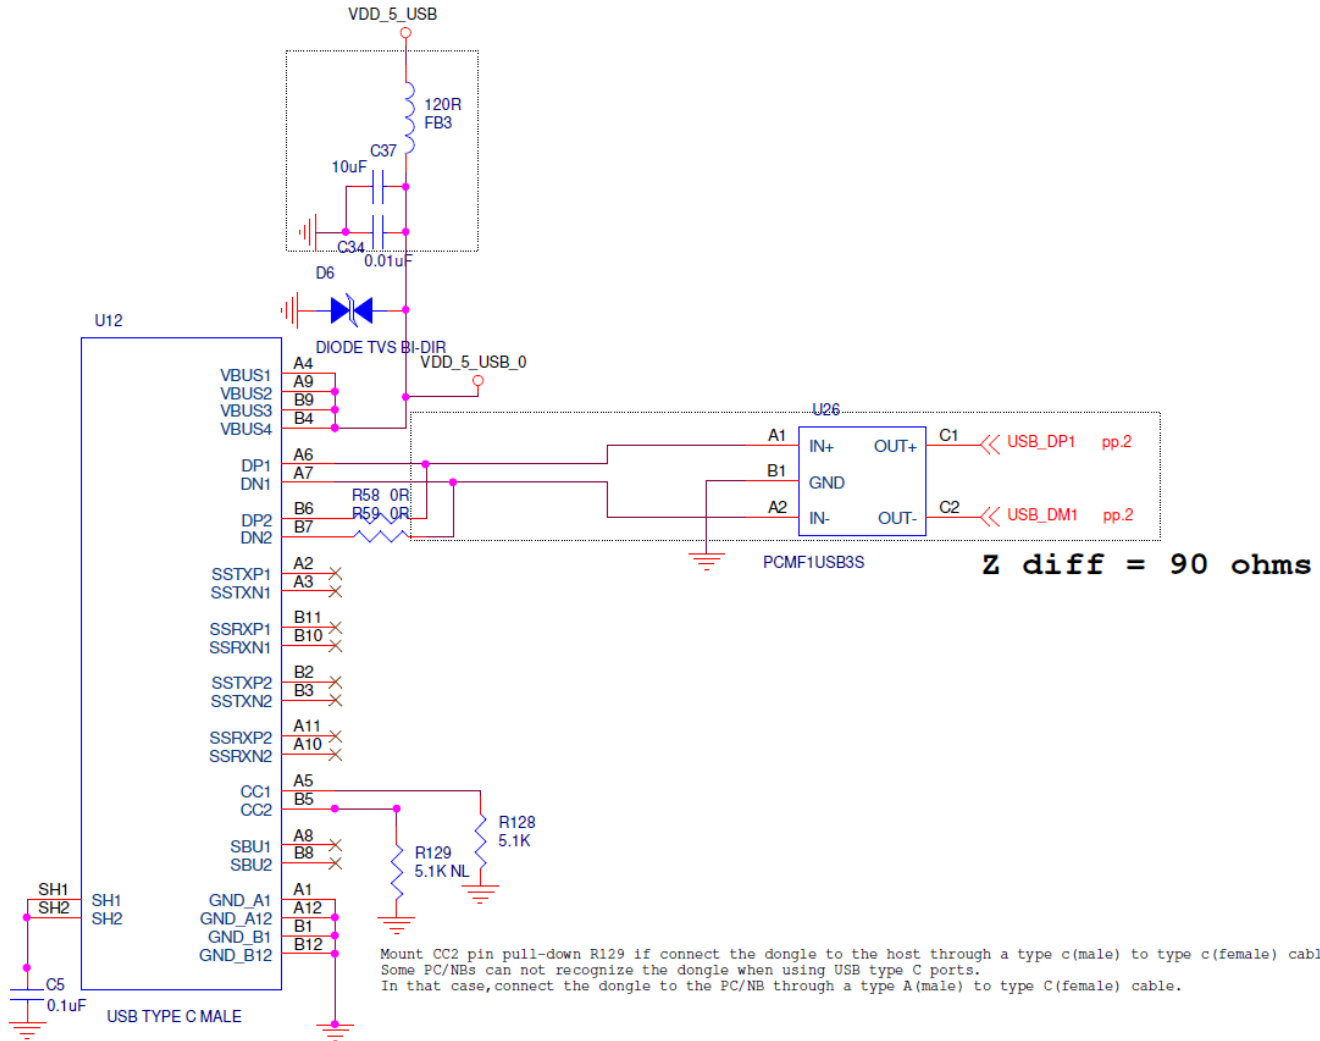 VDD_5_USB
120R
FB3
C37
10uF
C34
0.01uF
D6
DIODE TVS BI-DIR
VDD_5_USB_0
U12
VBUS1 A4
VBUS2 A9
VBUS3 B9
VBUS4 B4
DP1 A6
DN1 A7
DP2 B6
DN2 B7
R58 0R
R59 0R
SSTXP1 A2
SSTXN1 A3
SSRXP1 B11
SSRXN1 B10
SSTXP2 B2
SSTXN2 B3
SSRXP2 A11
SSRXN2 A10
CC1 A5
CC2 B5
SBU1 A8
SBU2 B8
GND_A1 A1
GND_A12 A12
GND_B1 B1
GND_B12 B12
SH1 SH1
SH2 SH2
C5
0.1uF
USB TYPE C MALE
R128
5.1K
R129
5.1K NL
U26
A1 IN+ OUT+ C1 USB_DP1 pp.2
B1 GND
A2 IN- OUT- C2 USB_DM1 pp.2
PCMF1USB3S
Z diff = 90 ohms
Mount CC2 pin pull-down R129 if connect the dongle to the host through a type c(male) to type c(female) cabl
Some PC/NBs can not recognize the dongle when using USB type C ports.
In that case,connect the dongle to the PC/NB through a type A(male) to type C(female) cable.